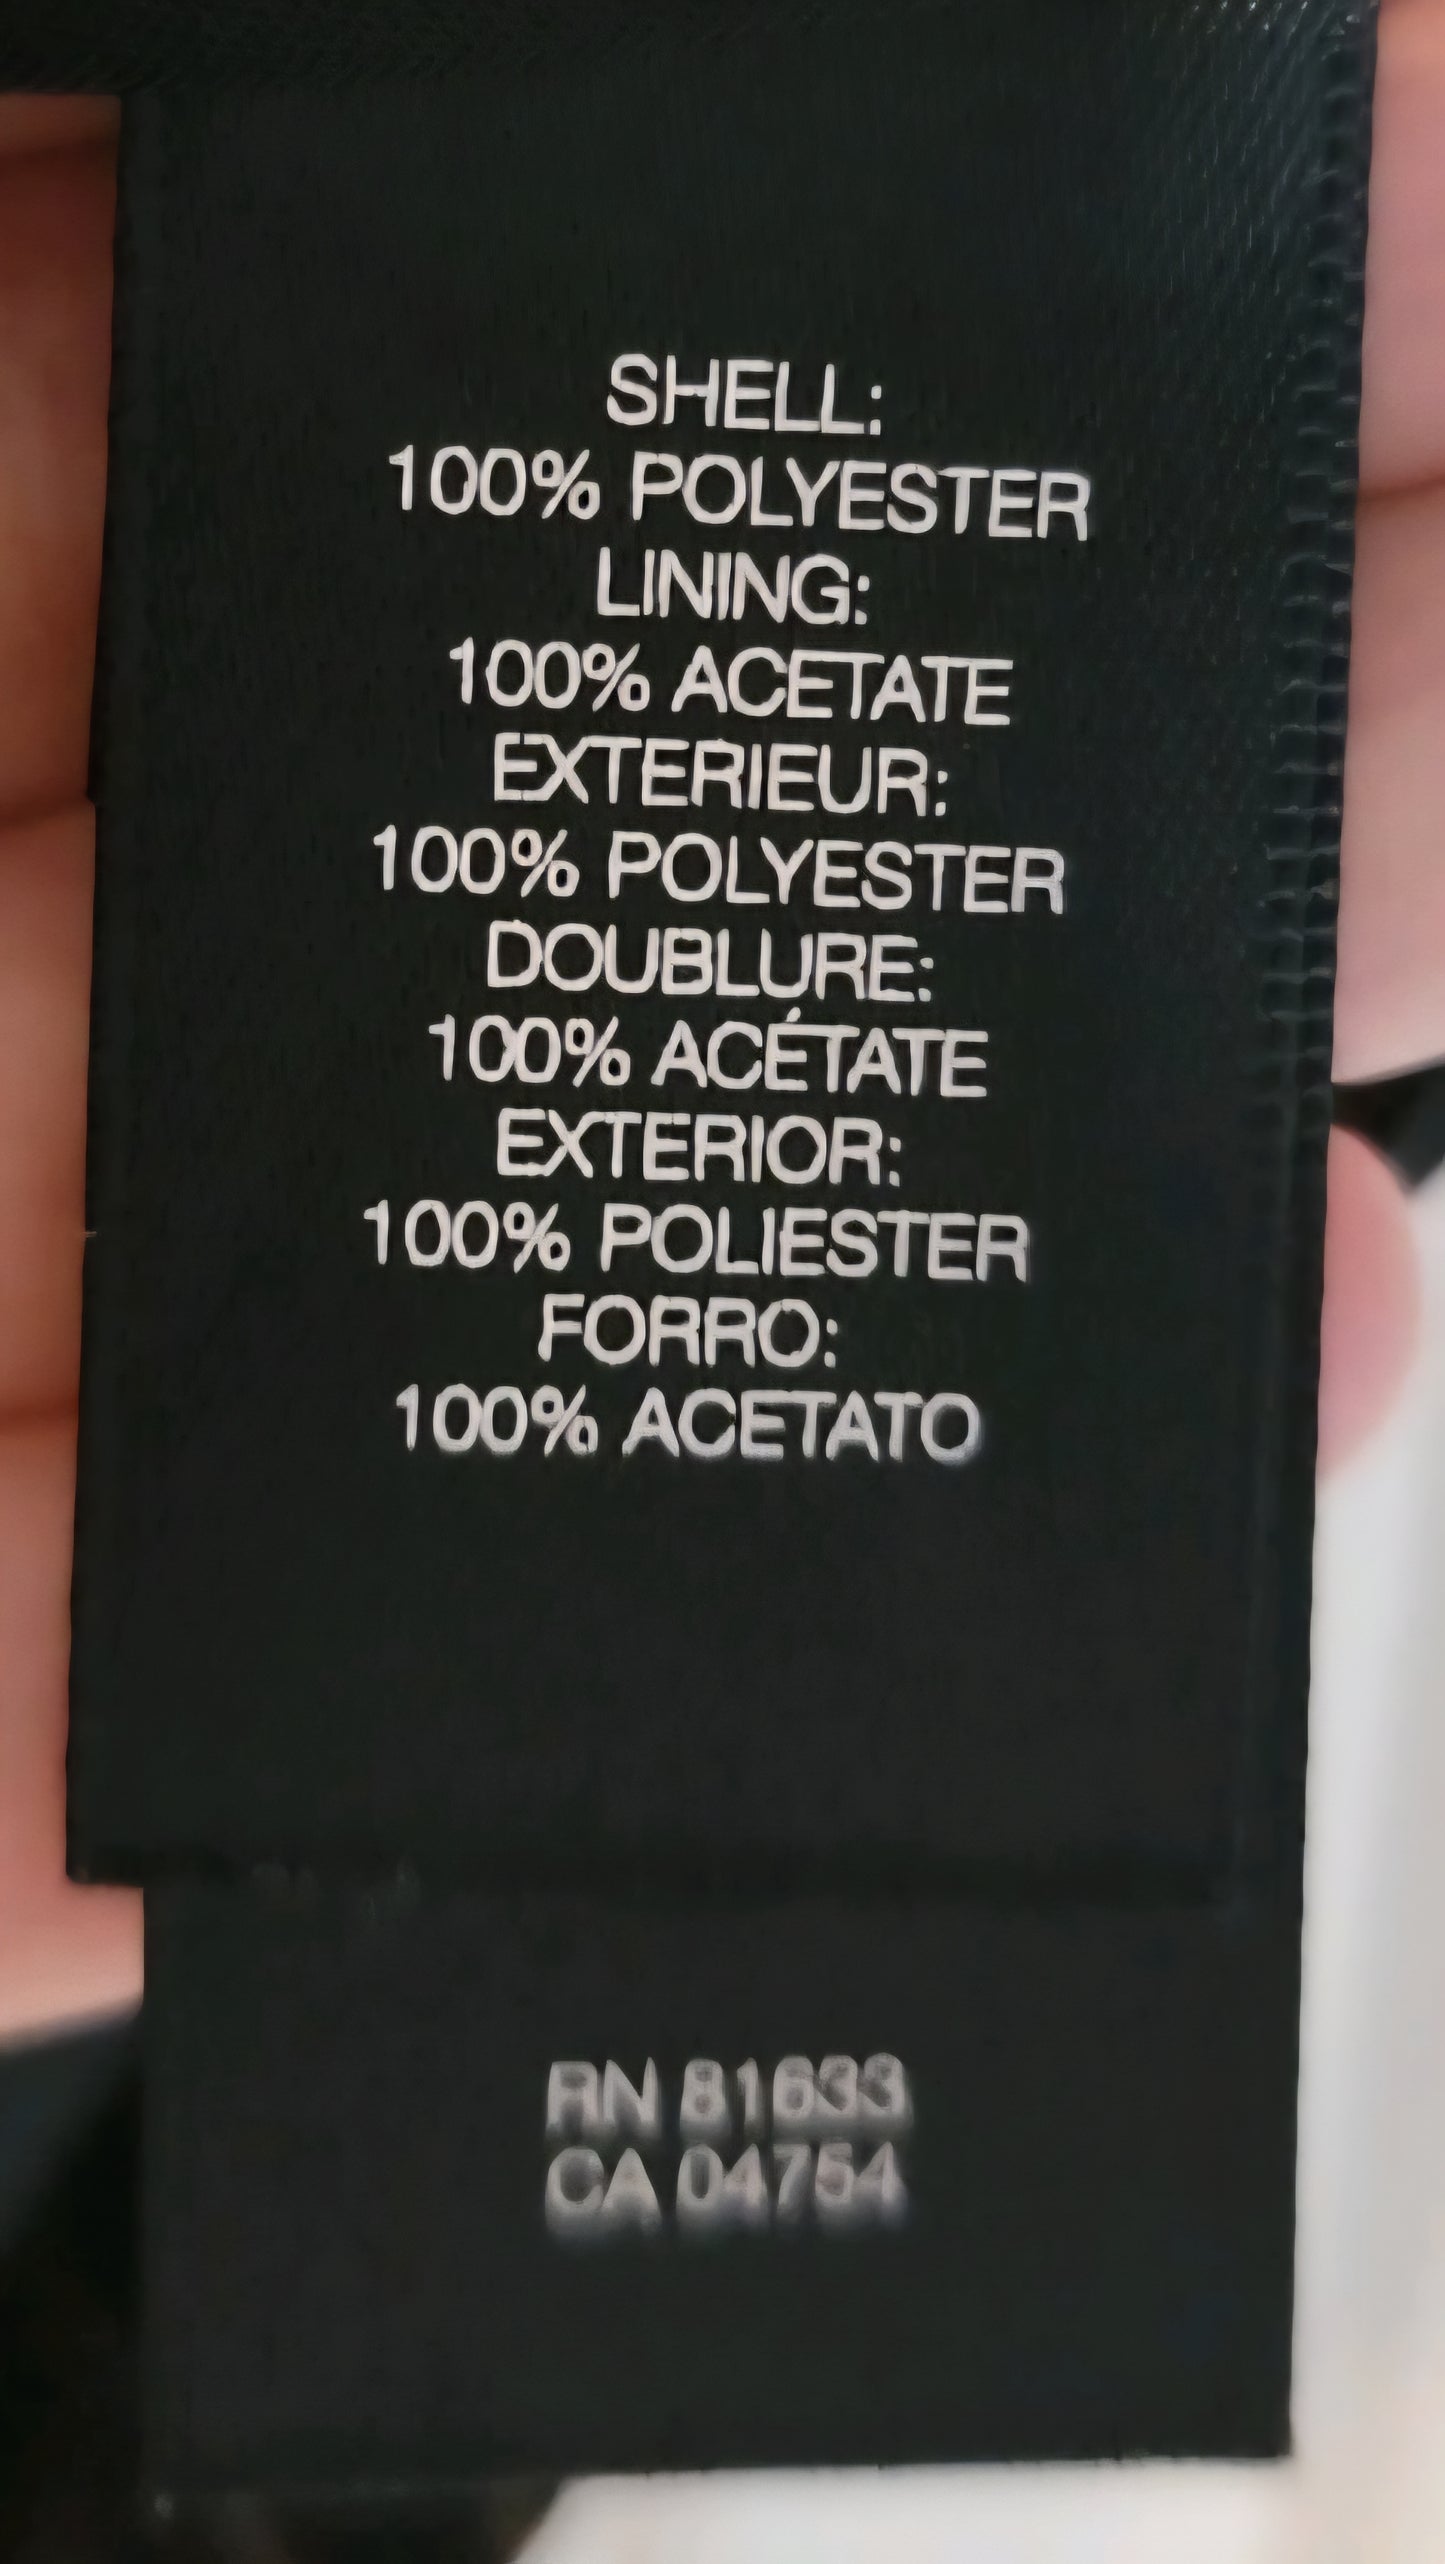 SHELL:
100% POLYESTER
LINING:
100% ACETATE
EXTERIEUR:
100% POLYESTER
DOUBLURE:
100% ACÉTATE
EXTERIOR:
100% POLIESTER
FORRO:
100% ACETATO
RN 81633
CA 04754